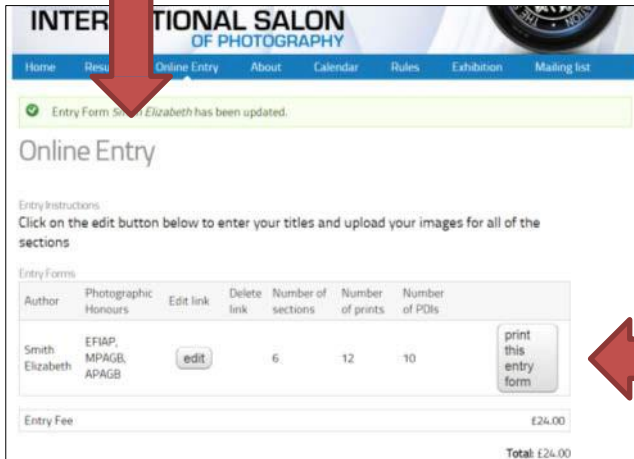 INTER TIONAL SALON
OF PHOTOGRAPHY
Home Resu Online Entry About Calendar Rules Exhibition Mailing list
Entry Form Smith Elizabeth has been updated.
Online Entry
Entry Instructions
Click on the edit button below to enter your titles and upload your images for all of the
sections
Entry Forms
Author Photographic Honours Edit link Delete link Number of sections Number of prints Number of PDIs
Smith Elizabeth EFIAP, MPAGB, APAGB edit 6 12 10 print this entry form
Entry Fee £24.00
Total: £24.00